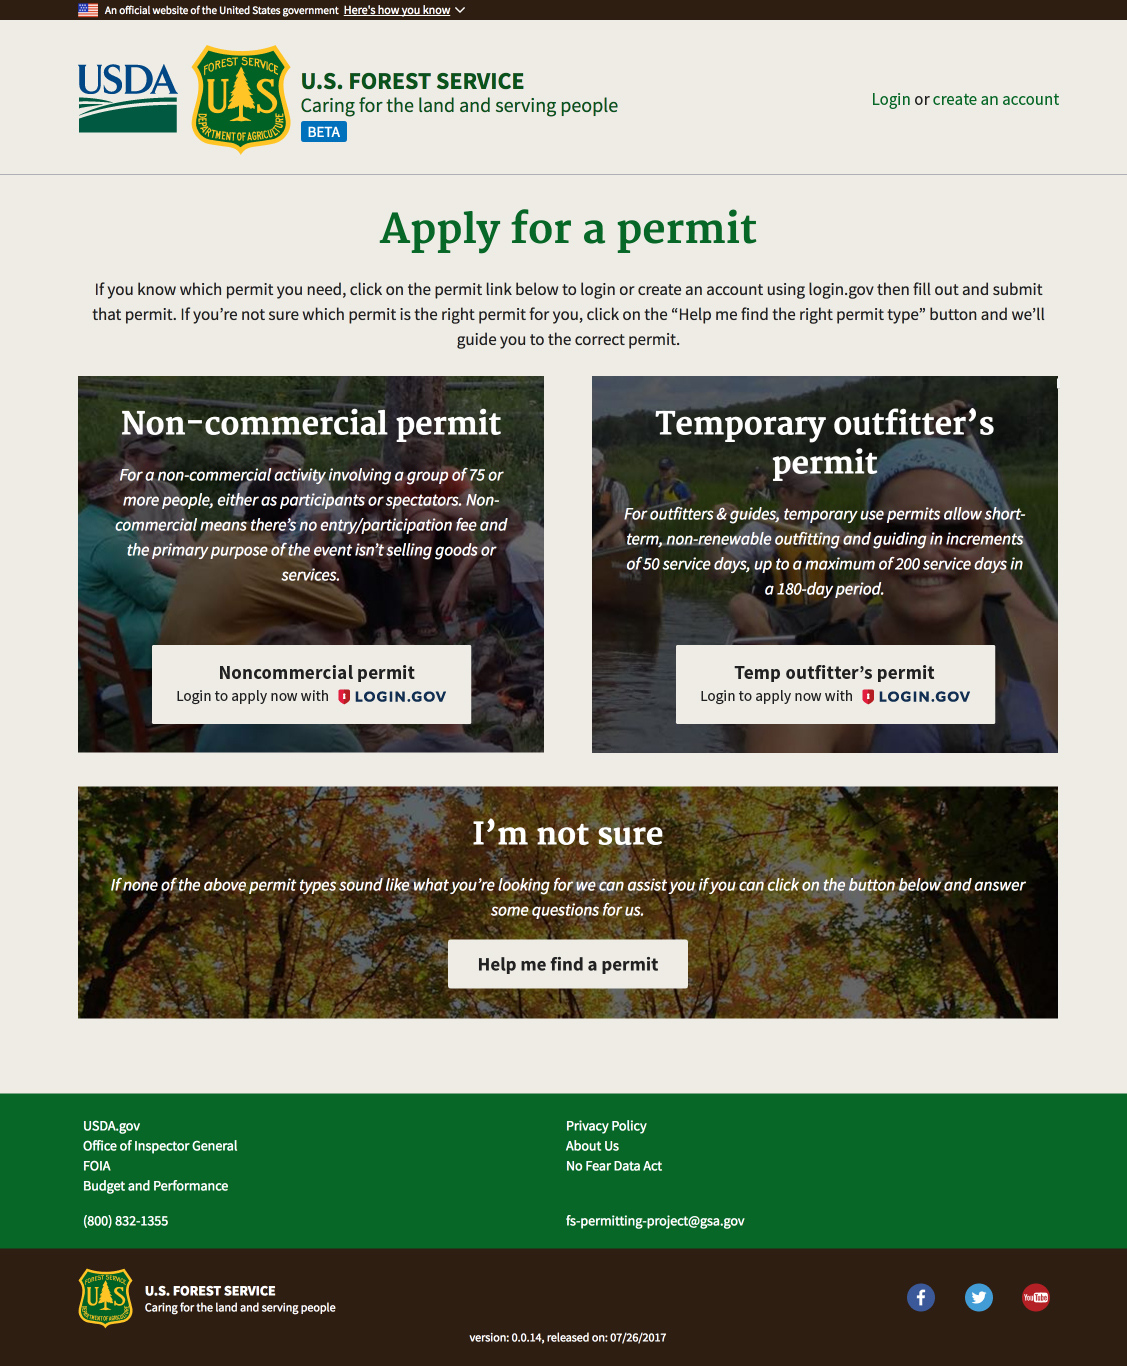 An official website of the United States government Here's how you know
USDA
FOREST SERVICE
U S
DEPARTMENT OF AGRICULTURE
U.S. FOREST SERVICE
Caring for the land and serving people
BETA
Login or create an account
Apply for a permit
If you know which permit you need, click on the permit link below to login or create an account using login.gov then fill out and submit
that permit. If you’re not sure which permit is the right permit for you, click on the “Help me find the right permit type” button and we’ll
guide you to the correct permit.
Non-commercial permit
For a non-commercial activity involving a group of 75 or
more people, either as participants or spectators. Non-
commercial means there’s no entry/participation fee and
the primary purpose of the event isn’t selling goods or
services.
Noncommercial permit
Login to apply now with LOGIN.GOV
Temporary outfitter’s
permit
For outfitters & guides, temporary use permits allow short-
term, non-renewable outfitting and guiding in increments
of 50 service days, up to a maximum of 200 service days in
a 180-day period.
Temp outfitter’s permit
Login to apply now with LOGIN.GOV
I’m not sure
If none of the above permit types sound like what you’re looking for we can assist you if you can click on the button below and answer
some questions for us.
Help me find a permit
USDA.gov
Office of Inspector General
FOIA
Budget and Performance
(800) 832-1355
Privacy Policy
About Us
No Fear Data Act
fs-permitting-project@gsa.gov
FOREST SERVICE
U S
DEPARTMENT OF AGRICULTURE
U.S. FOREST SERVICE
Caring for the land and serving people
YouTube
version: 0.0.14, released on: 07/26/2017